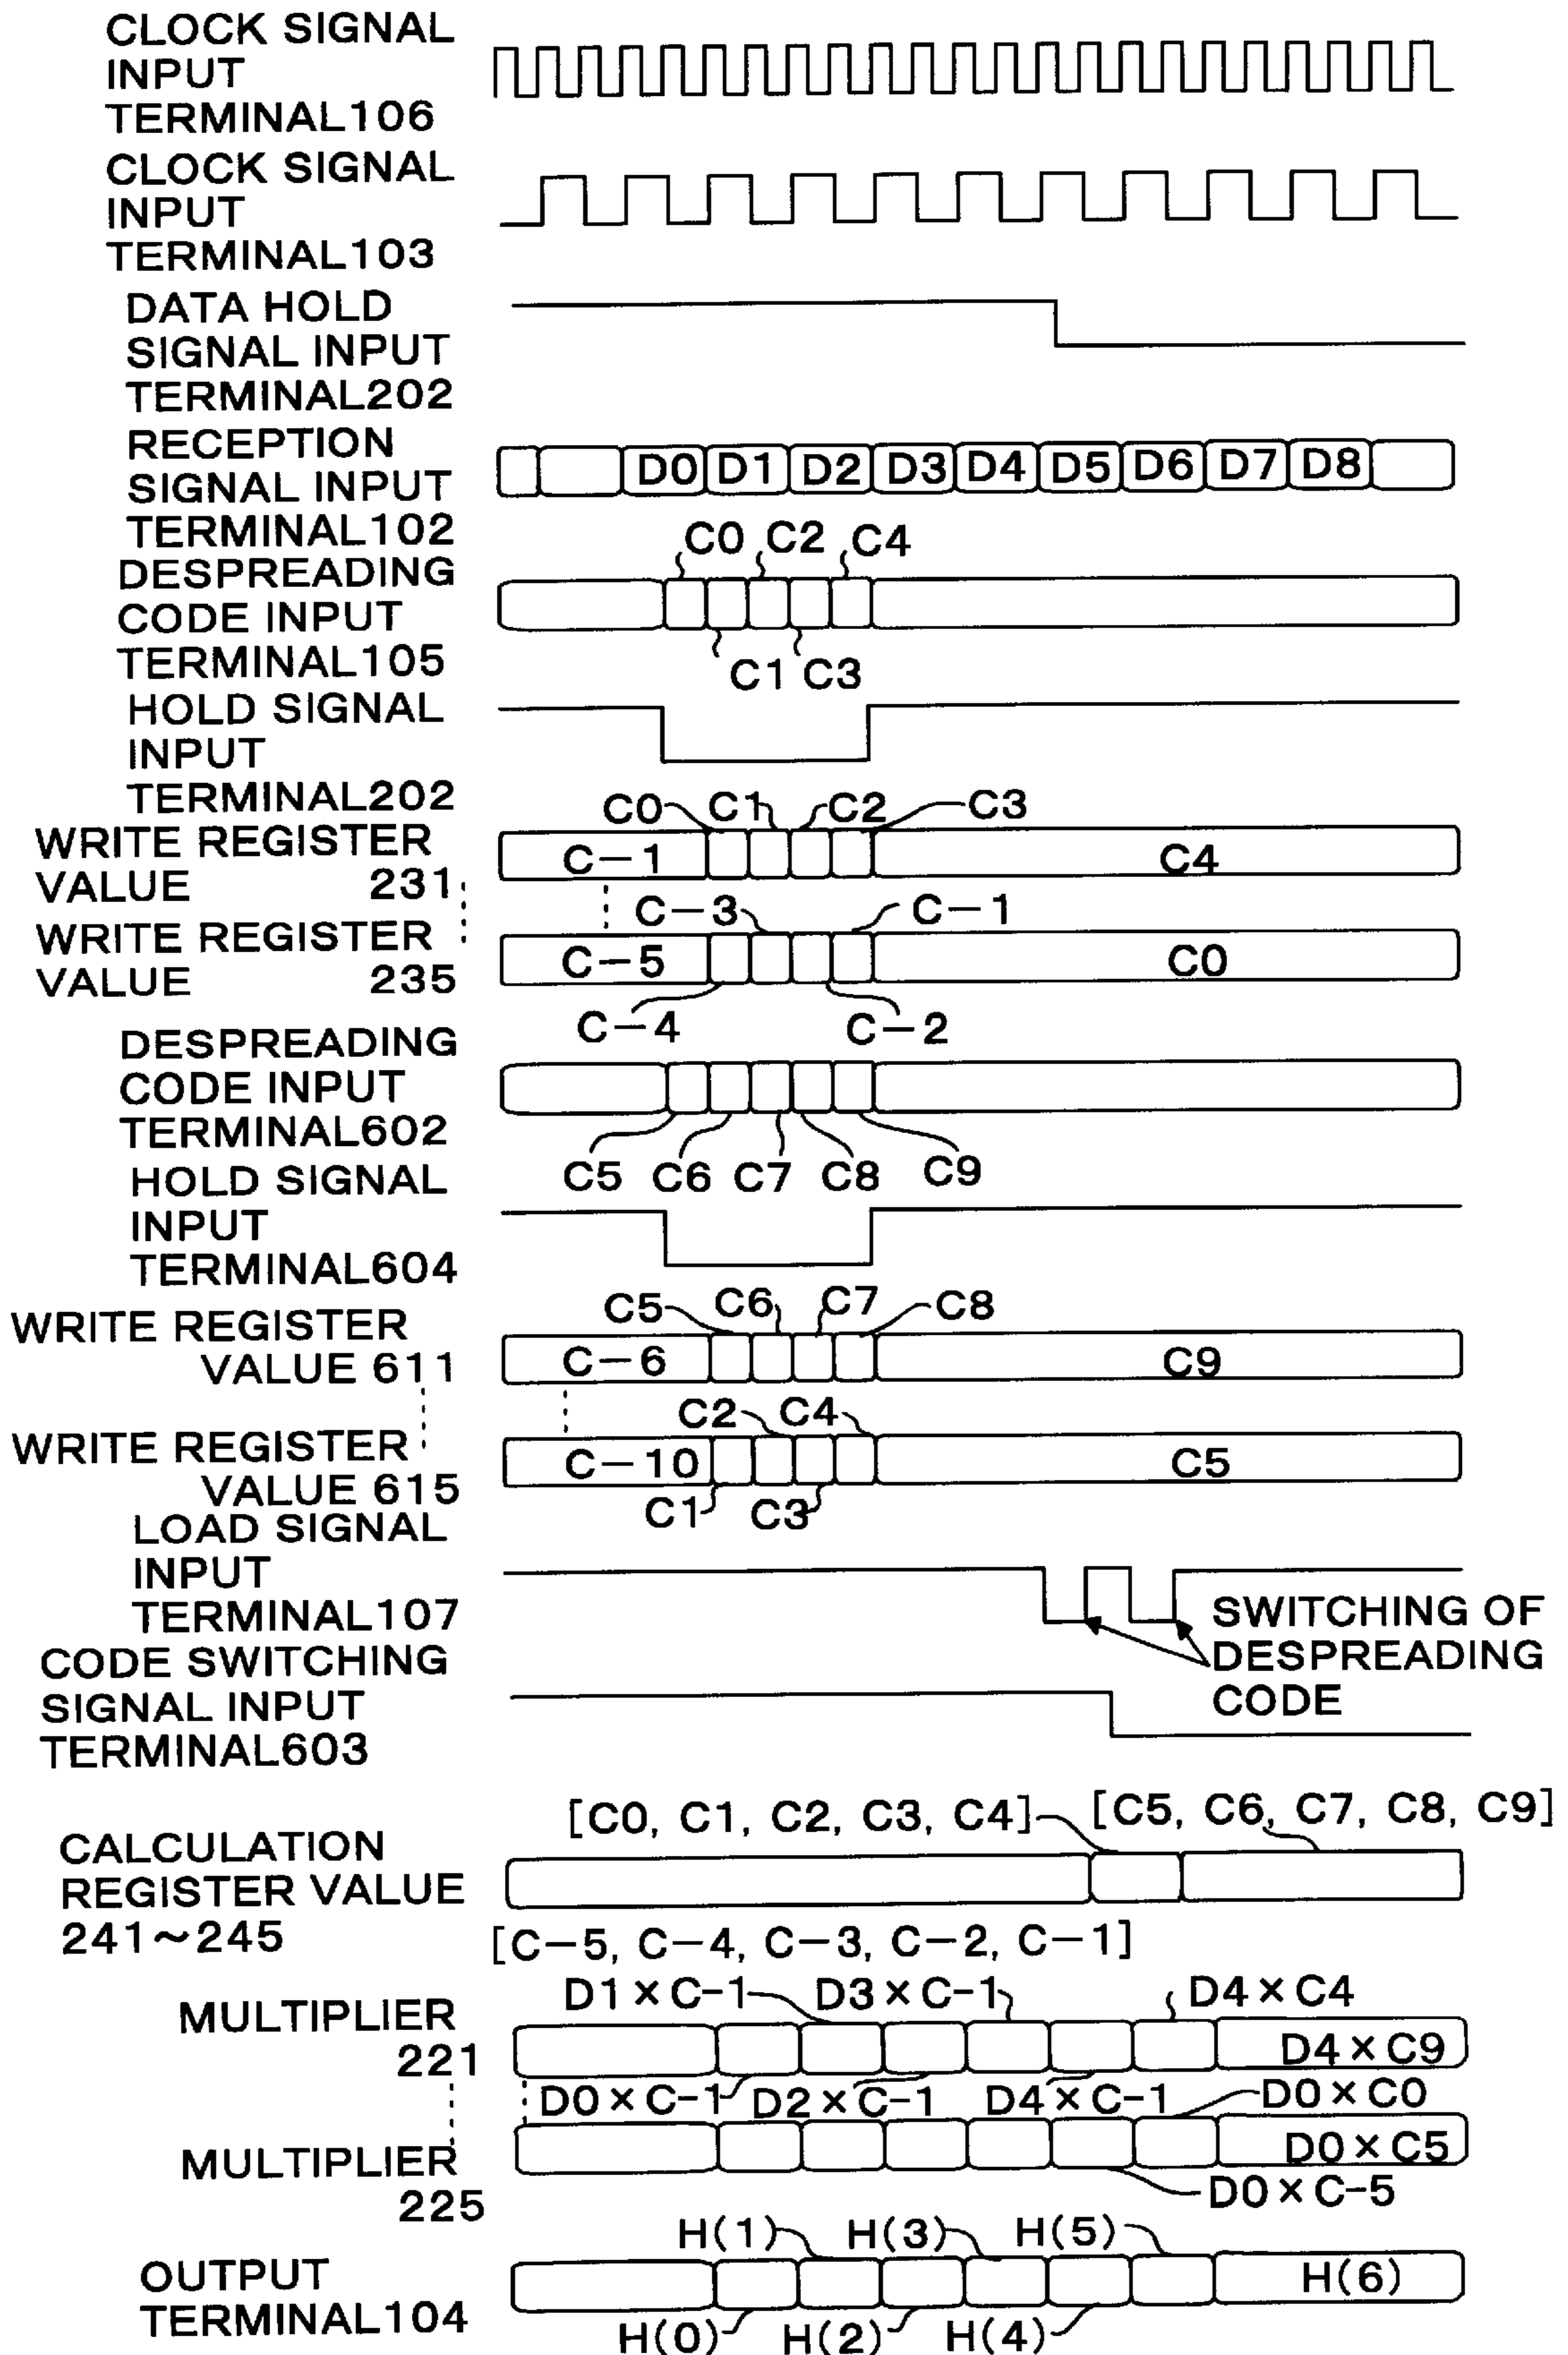 CLOCK SIGNAL
INPUT
TERMINAL106
CLOCK SIGNAL
INPUT
TERMINAL103
DATA HOLD
SIGNAL INPUT
TERMINAL202
RECEPTION
SIGNAL INPUT
TERMINAL102
D0 D1 D2 D3 D4 D5 D6 D7 D8
C0 C2 C4
DESPREADING
CODE INPUT
TERMINAL105
C1 C3
HOLD SIGNAL
INPUT
TERMINAL202
C0 C1 C2 C3
WRITE REGISTER
VALUE 231
C-1 C4
C-3 C-1
WRITE REGISTER
VALUE 235
C-5 C0
C-4 C-2
DESPREADING
CODE INPUT
TERMINAL602
C5 C6 C7 C8 C9
HOLD SIGNAL
INPUT
TERMINAL604
C5 C6 C7 C8
WRITE REGISTER
VALUE 611
C-6 C9
C2 C4
WRITE REGISTER
VALUE 615
C-10 C5
C1 C3
LOAD SIGNAL
INPUT
TERMINAL107
SWITCHING OF
DESPREADING
CODE
CODE SWITCHING
SIGNAL INPUT
TERMINAL603
[C0, C1, C2, C3, C4] [C5, C6, C7, C8, C9]
CALCULATION
REGISTER VALUE
241~245
[C-5, C-4, C-3, C-2, C-1]
D1×C-1 D3×C-1 D4×C4
MULTIPLIER
221
D4×C9
D0×C-1 D2×C-1 D4×C-1 D0×C0
MULTIPLIER
225
D0×C5
D0×C-5
H(1) H(3) H(5)
OUTPUT
TERMINAL104
H(6)
H(0) H(2) H(4)